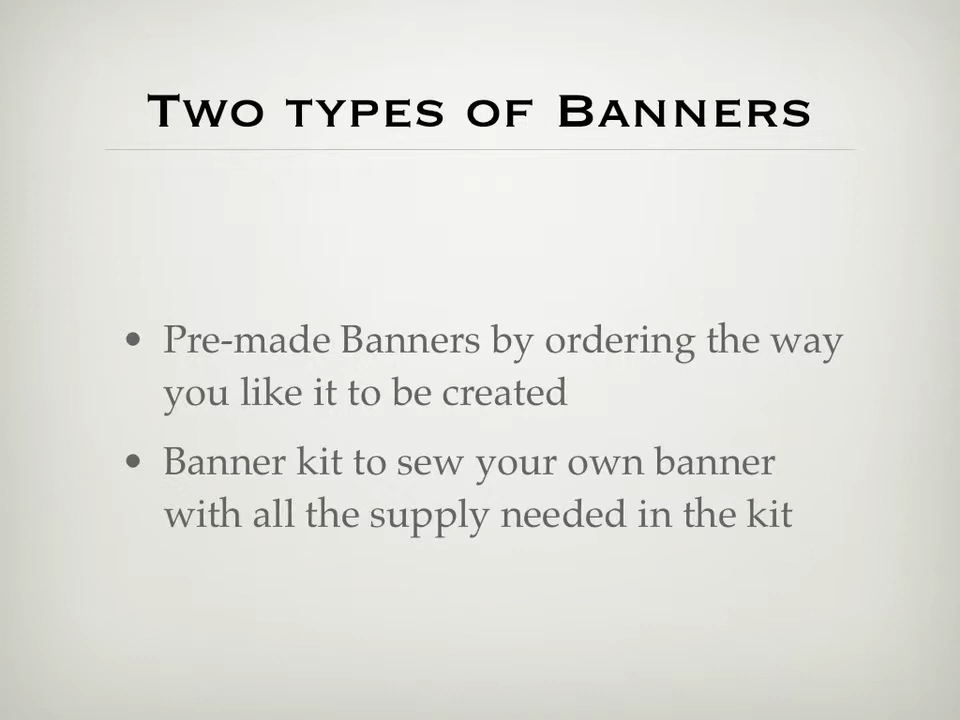 Two types of Banners
• Pre-made Banners by ordering the way
you like it to be created
• Banner kit to sew your own banner
with all the supply needed in the kit